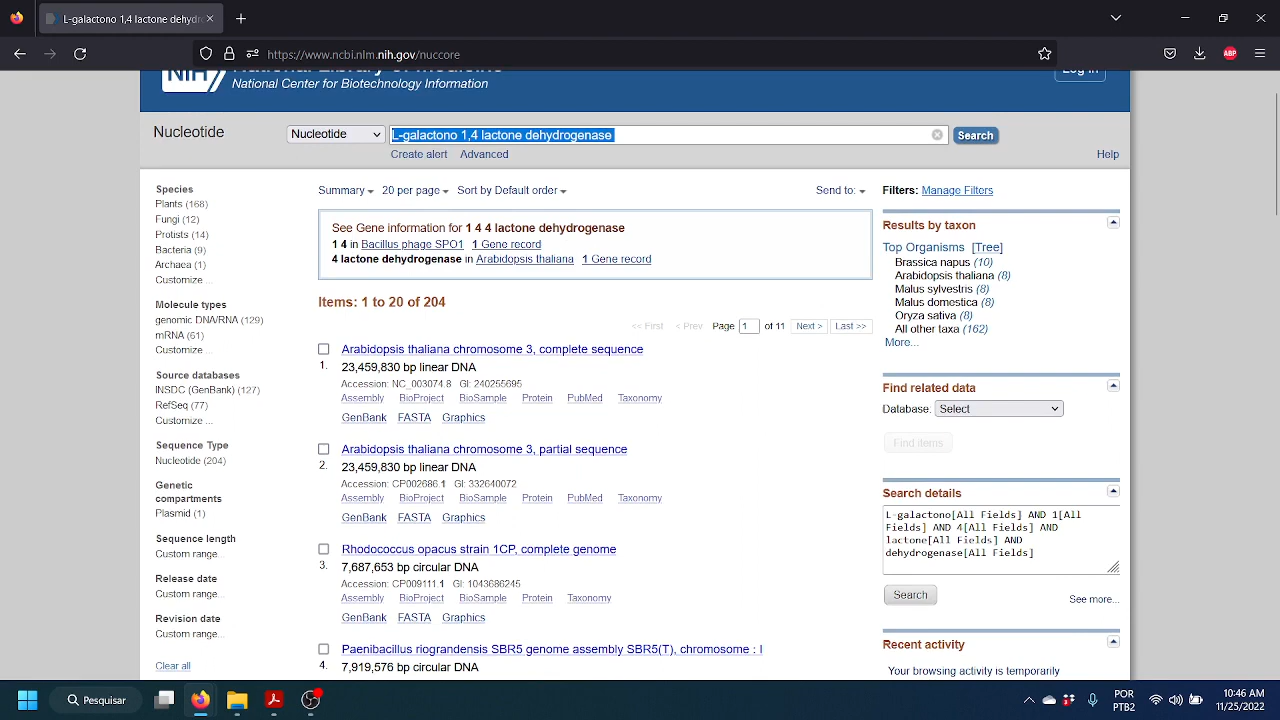 L-galactono 1,4 lactone dehydr
https://www.ncbi.nlm.nih.gov/nuccore
ABP
NIH National Library of Medicine
Log in
National Center for Biotechnology Information
Nucleotide
Nucleotide
L-galactono 1,4 lactone dehydrogenase
Search
Create alert Advanced
Help
Species
Plants (168)
Fungi (12)
Protists (14)
Bacteria (9)
Archaea (1)
Customize ...
Molecule types
genomic DNA/RNA (129)
mRNA (61)
Customize ...
Source databases
INSDC (GenBank) (127)
RefSeq (77)
Customize ...
Sequence Type
Nucleotide (204)
Genetic
compartments
Plasmid (1)
Sequence length
Custom range...
Release date
Custom range...
Revision date
Custom range...
Clear all
Summary 20 per page Sort by Default order
Send to:
See Gene information for 1 4 4 lactone dehydrogenase
1 4 in Bacillus phage SPO1 1 Gene record
4 lactone dehydrogenase in Arabidopsis thaliana 1 Gene record
Items: 1 to 20 of 204
<< First < Prev Page 1 of 11 Next > Last >>
Arabidopsis thaliana chromosome 3, complete sequence
1. 23,459,830 bp linear DNA
Accession: NC_003074.8 GI: 240255695
Assembly BioProject BioSample Protein PubMed Taxonomy
GenBank FASTA Graphics
Arabidopsis thaliana chromosome 3, partial sequence
2. 23,459,830 bp linear DNA
Accession: CP002686.1 GI: 332640072
Assembly BioProject BioSample Protein PubMed Taxonomy
GenBank FASTA Graphics
Rhodococcus opacus strain 1CP, complete genome
3. 7,687,653 bp circular DNA
Accession: CP009111.1 GI: 1043686245
Assembly BioProject BioSample Protein Taxonomy
GenBank FASTA Graphics
Paenibacillus riograndensis SBR5 genome assembly SBR5(T), chromosome : I
4. 7,919,576 bp circular DNA
Filters: Manage Filters
Results by taxon
Top Organisms [Tree]
Brassica napus (10)
Arabidopsis thaliana (8)
Malus sylvestris (8)
Malus domestica (8)
Oryza sativa (8)
All other taxa (162)
More...
Find related data
Database: Select
Find items
Search details
L-galactono[All Fields] AND 1[All
Fields] AND 4[All Fields] AND
lactone[All Fields] AND
dehydrogenase[All Fields]
Search
See more...
Recent activity
Your browsing activity is temporarily
Pesquisar
3
POR
PTB2
10:46 AM
11/25/2022